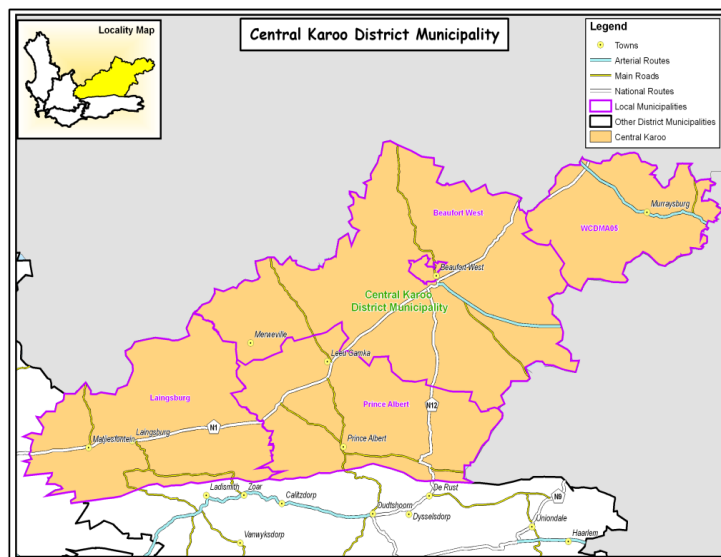 Locality Map
Central Karoo District Municipality
Legend
Towns
Arterial Routes
Main Roads
National Routes
Local Municipalities
Other District Municipalities
Central Karoo
Murraysburg
Beaufort West
WCDMA05
Beaufort-West
Central Karoo
District Municipality
Merweville
Leeu Gamka
Laingsburg
Prince Albert
N12
N1
Laingsburg
Matjiesfontein
Prince Albert
Ladismith
Zoar
Calitzdorp
De Rust
N9
Oudtshoorn
Dysselsdorp
Uniondale
Vanwyksdorp
Haarlem